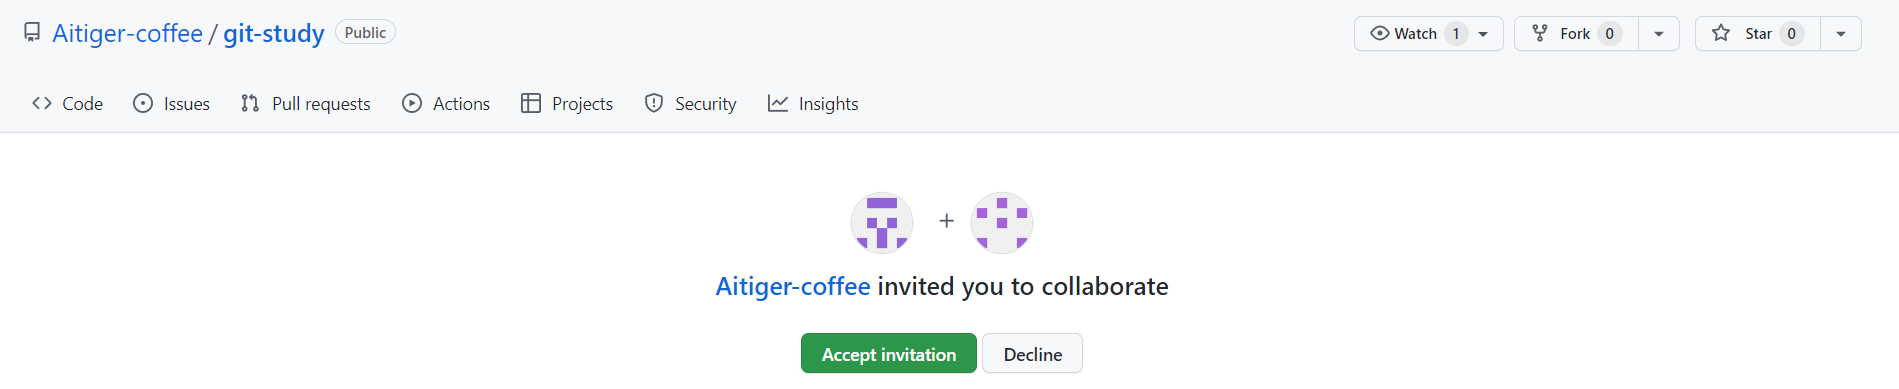 Aitiger-coffee / git-study Public Watch 1 Fork 0 Star 0
Code Issues Pull requests Actions Projects Security Insights
+
Aitiger-coffee invited you to collaborate
Accept invitation Decline